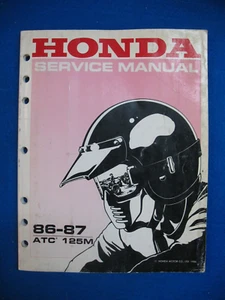 HONDA
SERVICE MANUAL
86-87
ATC 125M